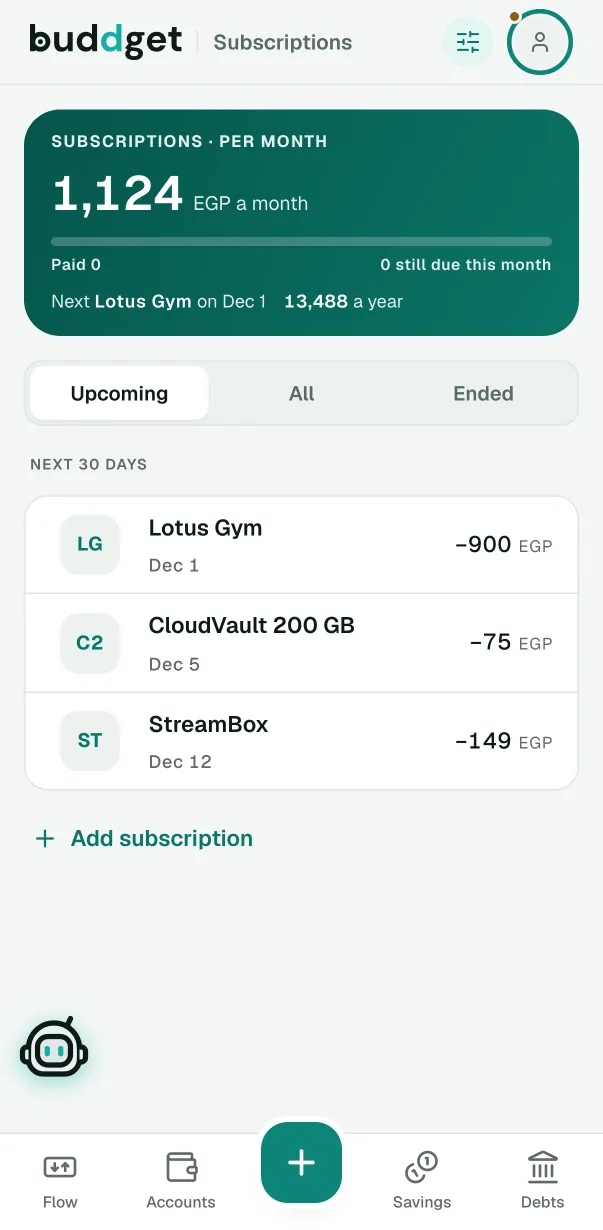 buddget
Subscriptions
SUBSCRIPTIONS · PER MONTH
1,124 EGP a month
Paid 0
0 still due this month
Next Lotus Gym on Dec 1 13,488 a year
Upcoming
All
Ended
NEXT 30 DAYS
LG
Lotus Gym
Dec 1
−900 EGP
C2
CloudVault 200 GB
Dec 5
−75 EGP
ST
StreamBox
Dec 12
−149 EGP
+ Add subscription
Flow
Accounts
+
1
Savings
Debts